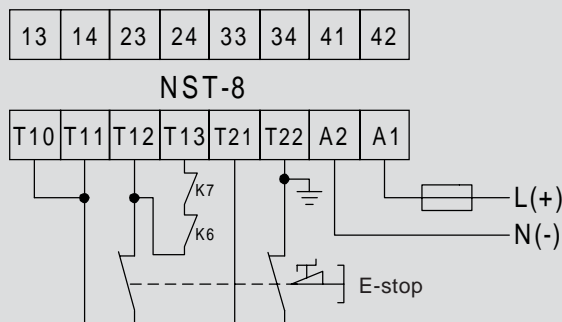 13 14 23 24 33 34 41 42
NST-8
T10 T11 T12 T13 T21 T22 A2 A1
K7
L(+)
K6
N(-)
E-stop